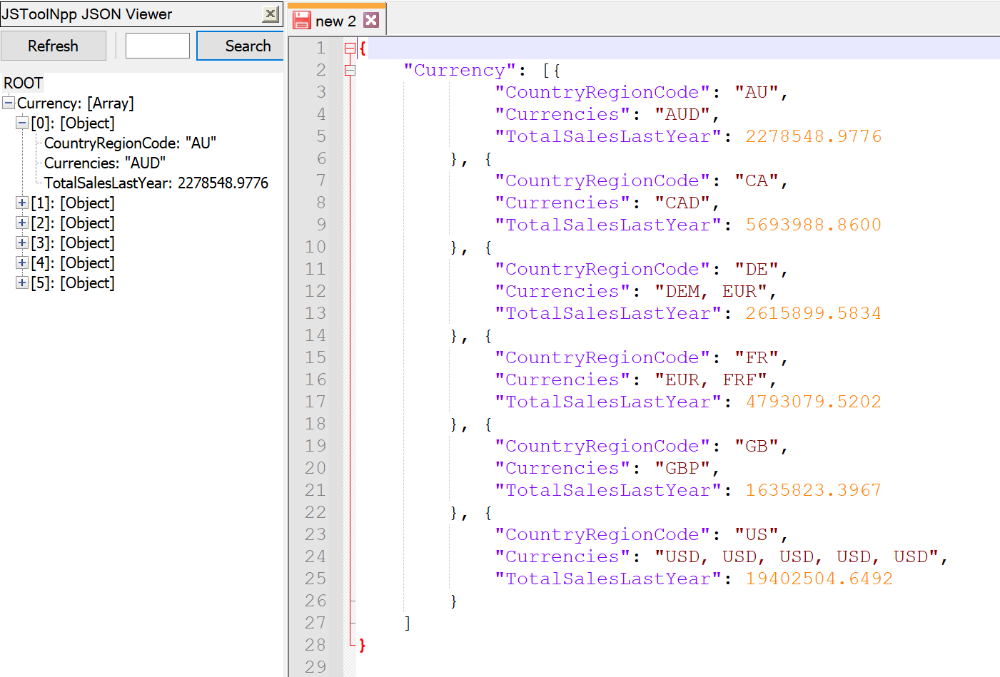 JSToolNpp JSON Viewer
Refresh
Search
ROOT
Currency: [Array]
[0]: [Object]
CountryRegionCode: "AU"
Currencies: "AUD"
TotalSalesLastYear: 2278548.9776
[1]: [Object]
[2]: [Object]
[3]: [Object]
[4]: [Object]
[5]: [Object]
new 2
1 {
2 "Currency": [{
3 "CountryRegionCode": "AU",
4 "Currencies": "AUD",
5 "TotalSalesLastYear": 2278548.9776
6 }, {
7 "CountryRegionCode": "CA",
8 "Currencies": "CAD",
9 "TotalSalesLastYear": 5693988.8600
10 }, {
11 "CountryRegionCode": "DE",
12 "Currencies": "DEM, EUR",
13 "TotalSalesLastYear": 2615899.5834
14 }, {
15 "CountryRegionCode": "FR",
16 "Currencies": "EUR, FRF",
17 "TotalSalesLastYear": 4793079.5202
18 }, {
19 "CountryRegionCode": "GB",
20 "Currencies": "GBP",
21 "TotalSalesLastYear": 1635823.3967
22 }, {
23 "CountryRegionCode": "US",
24 "Currencies": "USD, USD, USD, USD, USD",
25 "TotalSalesLastYear": 19402504.6492
26 }
27 ]
28 }
29